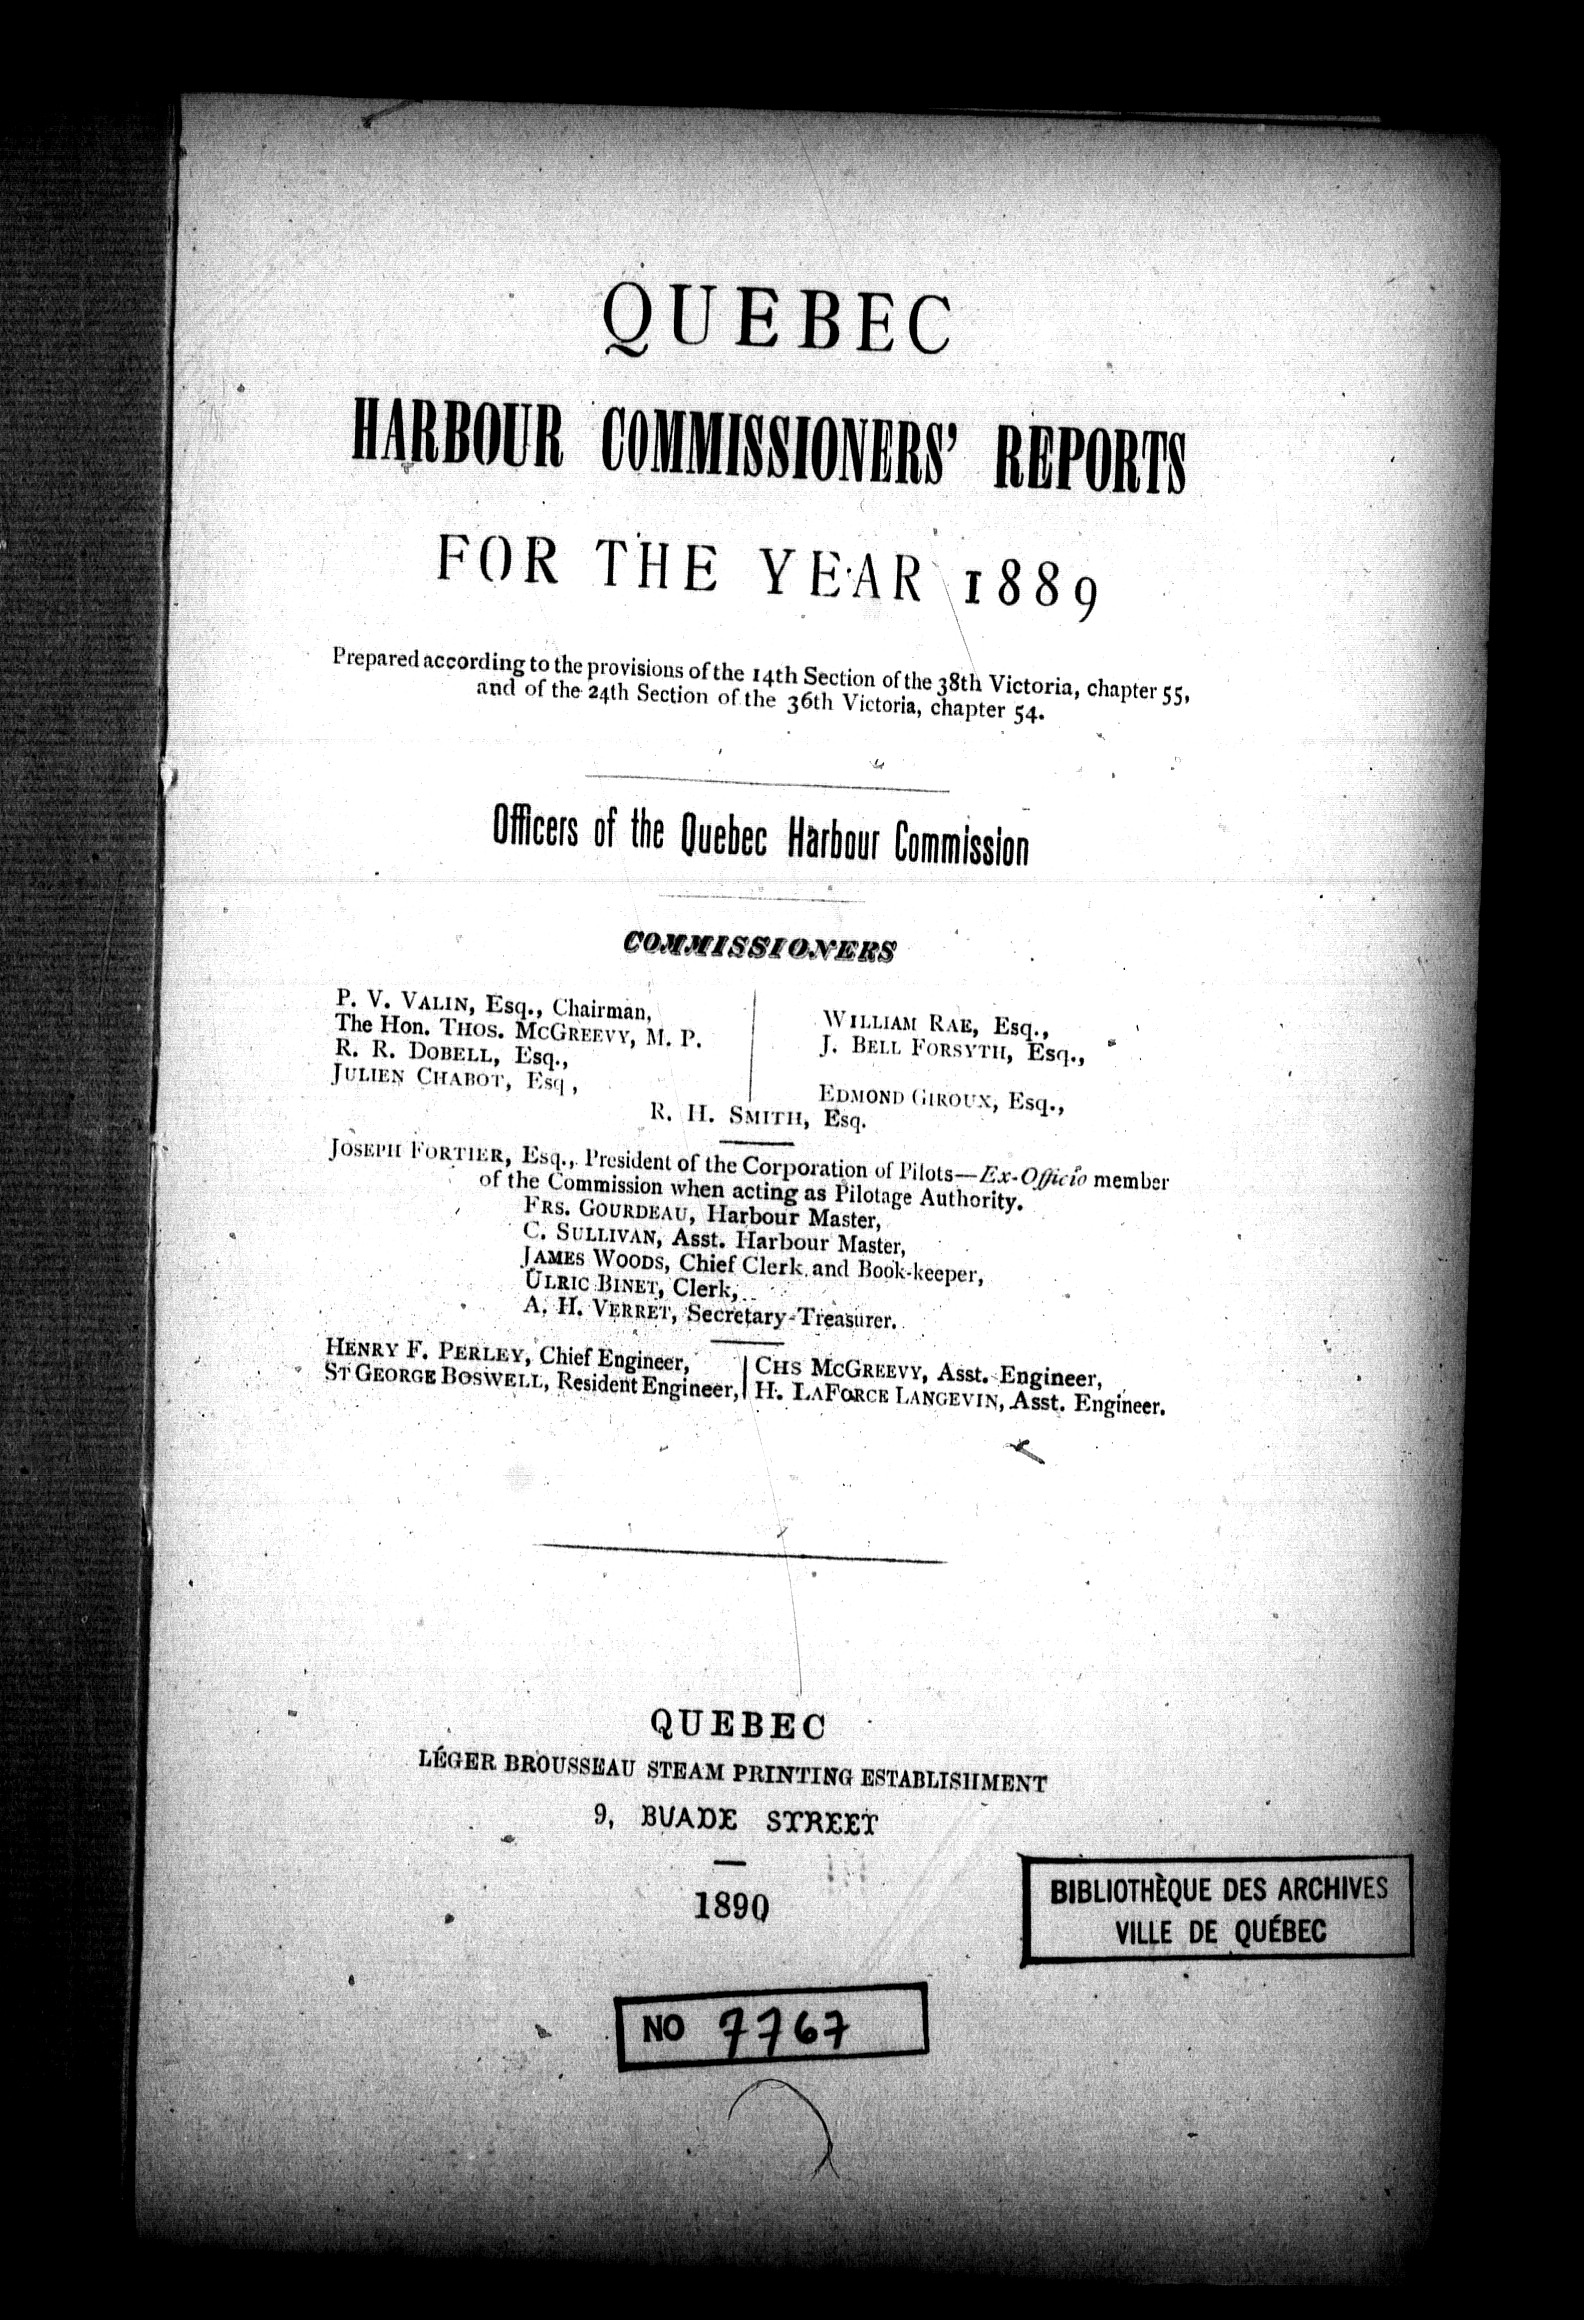 QUEBEC
HARBOUR COMMISSIONERS' REPORTS
FOR THE YEAR 1889
Prepared according to the provisions of the 14th Section of the 38th Victoria, chapter 55,
and of the 24th Section of the 36th Victoria, chapter 54.
Officers of the Quebec Harbour Commission
COMMISSIONERS
P. V. VALIN, Esq., Chairman,
The Hon. THOS. MCGREEVY, M. P.
R. R. DOBELL, Esq.,
JULIEN CHABOT, Esq,
WILLIAM RAE, Esq.,
J. BELL FORSYTH, Esq.,
EDMOND GIROUX, Esq.,
R. H. SMITH, Esq.
JOSEPH FORTIER, Esq., President of the Corporation of Pilots—Ex-Officio member
of the Commission when acting as Pilotage Authority.
FRS. GOURDEAU, Harbour Master,
C. SULLIVAN, Asst. Harbour Master,
JAMES WOODS, Chief Clerk and Book-keeper,
ULRIC BINET, Clerk,
A. H. VERRET, Secretary-Treasurer.
HENRY F. PERLEY, Chief Engineer,
ST GEORGE BOSWELL, Resident Engineer,
CHS MCGREEVY, Asst. Engineer,
H. LAFORCE LANGEVIN, Asst. Engineer.
QUEBEC
LÉGER BROUSSEAU STEAM PRINTING ESTABLISHMENT
9, BUADE STREET
1890
BIBLIOTHÈQUE DES ARCHIVES
VILLE DE QUÉBEC
NO 7767